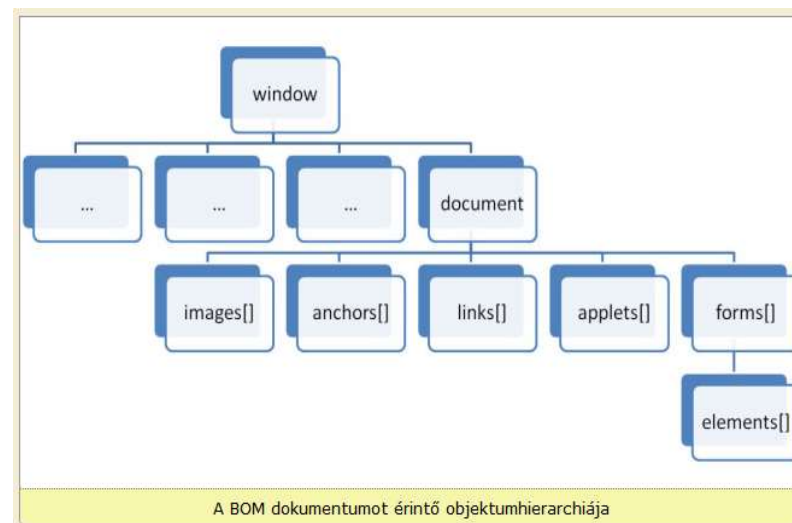 window
... ... ... document
images[] anchors[] links[] applets[] forms[]
elements[]
A BOM dokumentumot érintő objektumhierarchiája